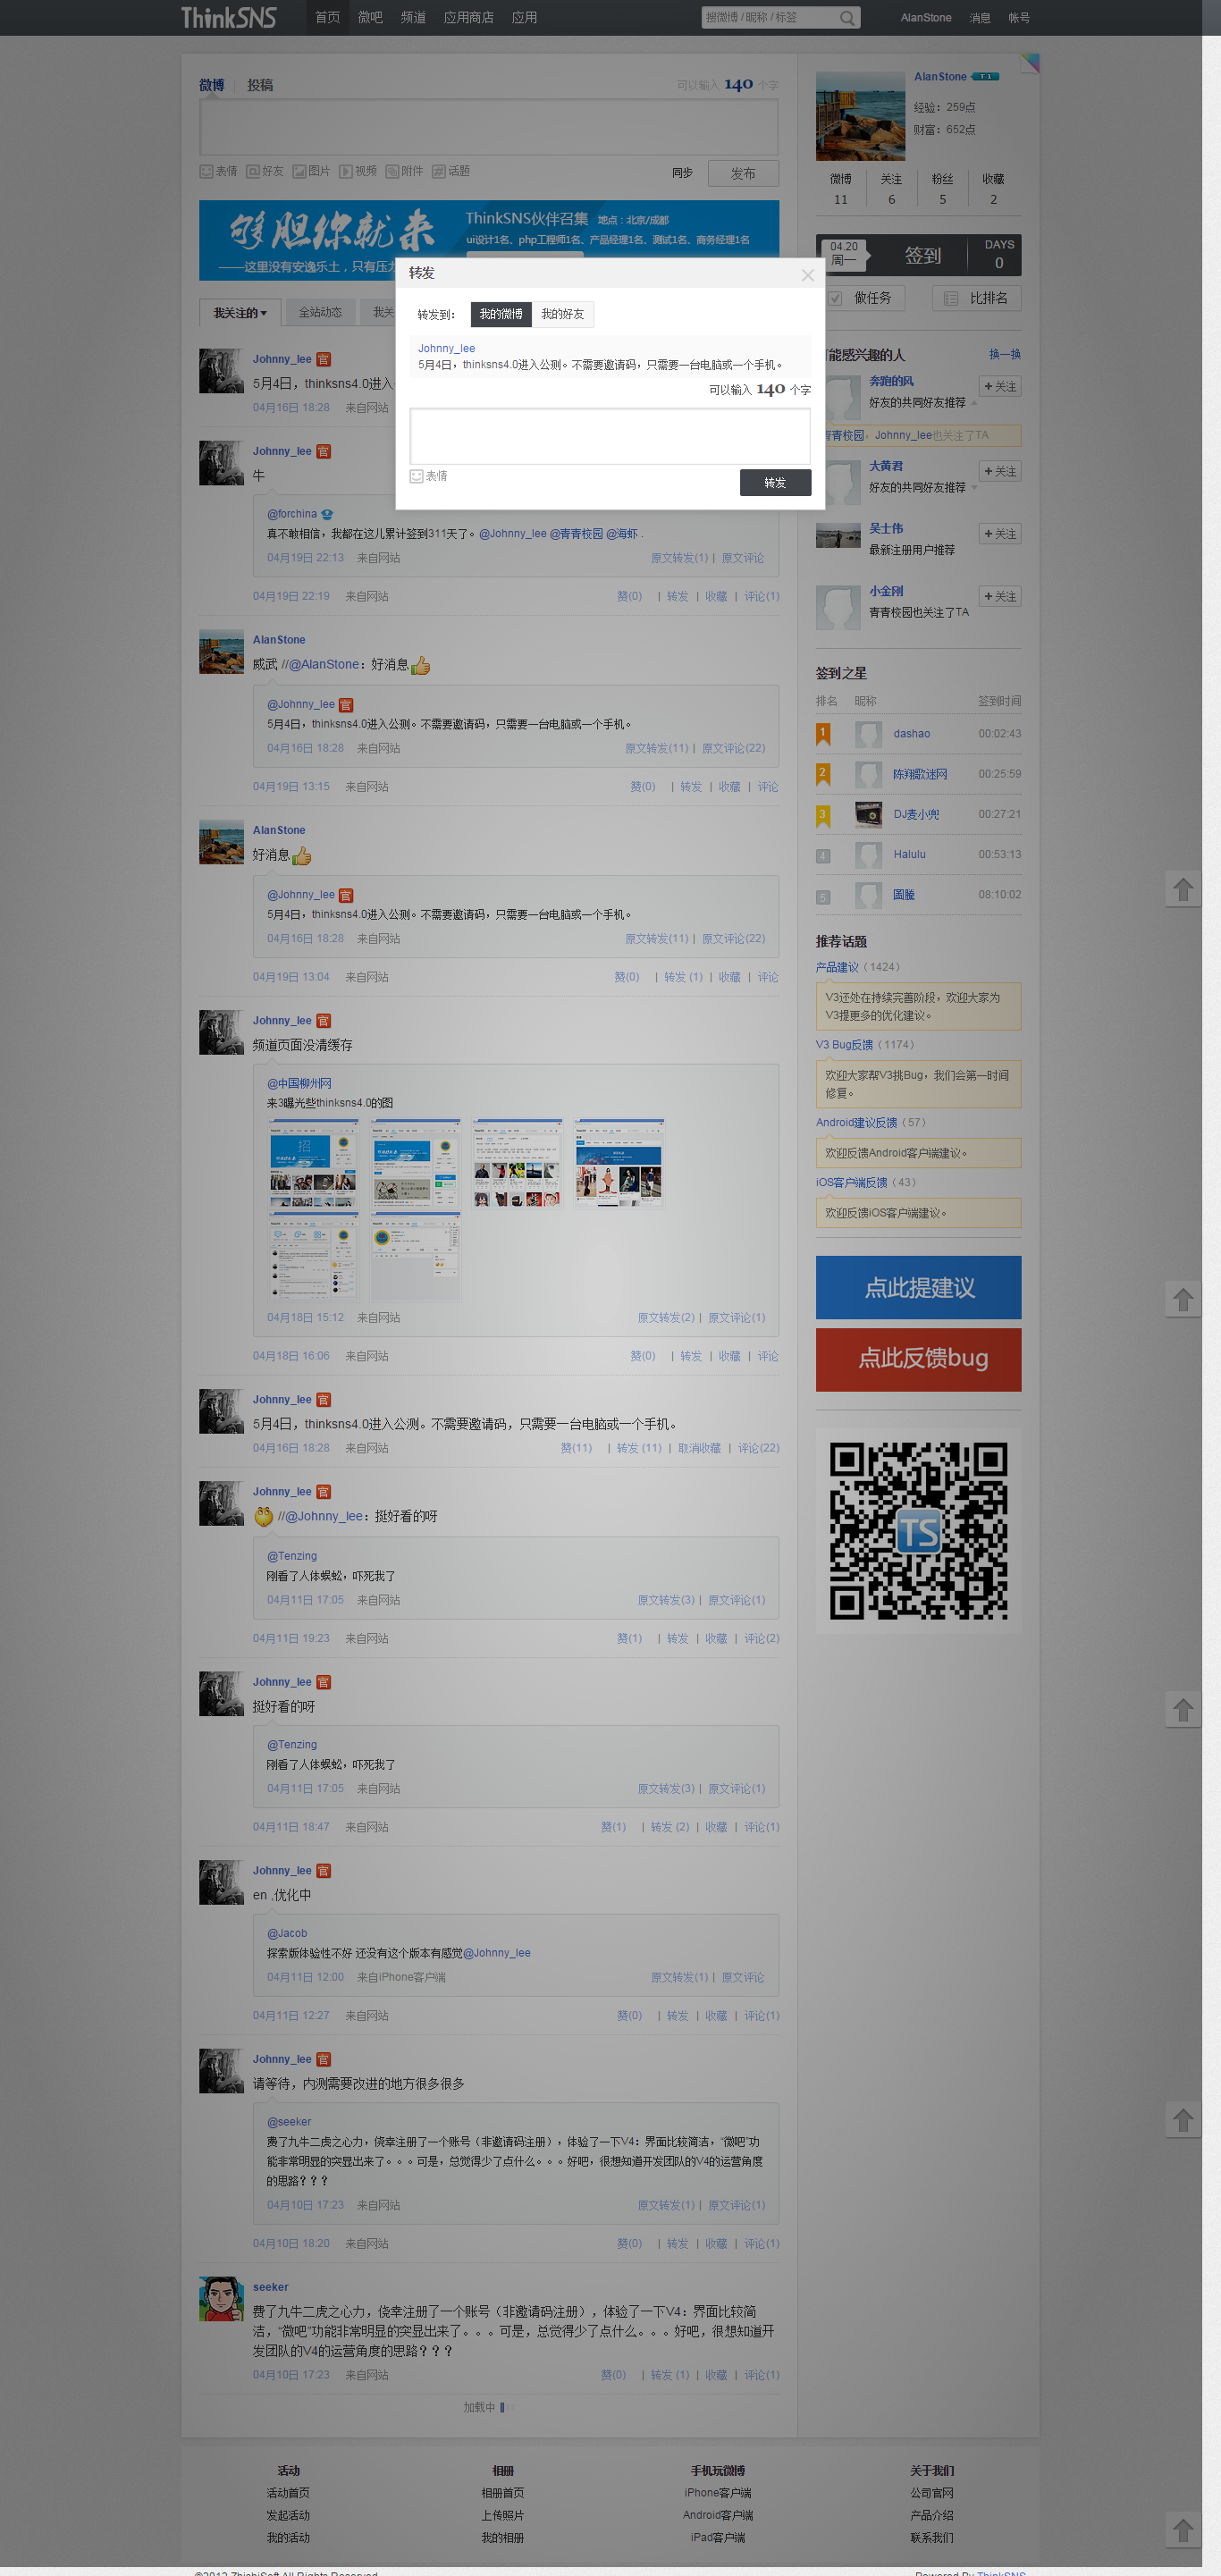 ThinkSNS 首页 微吧 频道 应用商店 应用 搜微博 / 昵称 / 标签 AlanStone 消息 帐号
微博 | 投稿 可以输入 140 个字
表情 好友 图片 视频 附件 话题 同步 发布
够胆你就来 ThinkSNS伙伴召集 地点:北京/成都
ui设计1名、php工程师1名、产品经理1名、测试1名、商务经理1名
——这里没有安逸乐土,只有压力
我关注的 全站动态 我关
转发
转发到: 我的微博 我的好友
Johnny_lee
5月4日,thinksns4.0进入公测。不需要邀请码,只需要一台电脑或一个手机。
可以输入 140 个字
表情 转发
Johnny_lee 官
5月4日,thinksns4.0进入
04月16日 18:28 来自网站
Johnny_lee 官
牛
@forchina
真不敢相信,我都在这儿累计签到311天了。@Johnny_lee @青青校园 @海虾 .
04月19日 22:13 来自网站 原文转发(1) | 原文评论
04月19日 22:19 来自网站 赞(0) | 转发 | 收藏 | 评论(1)
AlanStone
威武 //@AlanStone:好消息
@Johnny_lee 官
5月4日,thinksns4.0进入公测。不需要邀请码,只需要一台电脑或一个手机。
04月16日 18:28 来自网站 原文转发(11) | 原文评论(22)
04月19日 13:15 来自网站 赞(0) | 转发 | 收藏 | 评论
AlanStone
好消息
@Johnny_lee 官
5月4日,thinksns4.0进入公测。不需要邀请码,只需要一台电脑或一个手机。
04月16日 18:28 来自网站 原文转发(11) | 原文评论(22)
04月19日 13:04 来自网站 赞(0) | 转发 (1) | 收藏 | 评论
Johnny_lee 官
频道页面没清缓存
@中国柳州网
来3曝光些thinksns4.0的图
招
04月18日 15:12 来自网站 原文转发(2) | 原文评论(1)
04月18日 16:06 来自网站 赞(0) | 转发 | 收藏 | 评论
Johnny_lee 官
5月4日,thinksns4.0进入公测。不需要邀请码,只需要一台电脑或一个手机。
04月16日 18:28 来自网站 赞(11) | 转发 (11) | 取消收藏 | 评论(22)
Johnny_lee 官
//@Johnny_lee:挺好看的呀
@Tenzing
刚看了人体蜈蚣,吓死我了
04月11日 17:05 来自网站 原文转发(3) | 原文评论(1)
04月11日 19:23 来自网站 赞(1) | 转发 | 收藏 | 评论(2)
Johnny_lee 官
挺好看的呀
@Tenzing
刚看了人体蜈蚣,吓死我了
04月11日 17:05 来自网站 原文转发(3) | 原文评论(1)
04月11日 18:47 来自网站 赞(1) | 转发 (2) | 收藏 | 评论(1)
Johnny_lee 官
en ,优化中
@Jacob
探索版体验性不好 还没有这个版本有感觉@Johnny_lee
04月11日 12:00 来自iPhone客户端 原文转发(1) | 原文评论
04月11日 12:27 来自网站 赞(0) | 转发 | 收藏 | 评论(1)
Johnny_lee 官
请等待,内测需要改进的地方很多很多
@seeker
费了九牛二虎之心力,侥幸注册了一个账号(非邀请码注册),体验了一下V4:界面比较简洁,“微吧”功
能非常明显的突显出来了。。。可是,总觉得少了点什么。。。好吧,很想知道开发团队的V4的运营角度
的思路???
04月10日 17:23 来自网站 原文转发(1) | 原文评论(1)
04月10日 18:20 来自网站 赞(0) | 转发 | 收藏 | 评论(1)
seeker
费了九牛二虎之心力,侥幸注册了一个账号(非邀请码注册),体验了一下V4:界面比较简
洁,“微吧”功能非常明显的突显出来了。。。可是,总觉得少了点什么。。。好吧,很想知道开
发团队的V4的运营角度的思路???
04月10日 17:23 来自网站 赞(0) | 转发 (1) | 收藏 | 评论(1)
加载中
AlanStone T 1
经验:259点
财富:652点
微博 关注 粉丝 收藏
11 6 5 2
04.20 周一 签到 DAYS 0
做任务 比排名
能感兴趣的人 换一换
奔跑的风 + 关注
好友的共同好友推荐
青青校园,Johnny_lee也关注了TA
大黄君 + 关注
好友的共同好友推荐
吴士伟 + 关注
最新注册用户推荐
小金刚 + 关注
青青校园也关注了TA
签到之星
排名 昵称 签到时间
1 dashao 00:02:43
2 陈翔歌迷网 00:25:59
3 DJ麦小兜 00:27:21
4 Halulu 00:53:13
5 圆腾 08:10:02
推荐话题
产品建议(1424)
V3还处在持续完善阶段,欢迎大家为
V3提更多的优化建议。
V3 Bug反馈(1174)
欢迎大家帮V3挑Bug,我们会第一时间
修复。
Android建议反馈(57)
欢迎反馈Android客户端建议。
iOS客户端反馈(43)
欢迎反馈iOS客户端建议。
点此提建议
点此反馈bug
TS
活动 相册 手机玩微博 关于我们
活动首页 相册首页 iPhone客户端 公司官网
发起活动 上传照片 Android客户端 产品介绍
我的活动 我的相册 iPad客户端 联系我们
©2012 ZhishiSoft All Rights Reserved. Powered By ThinkSNS